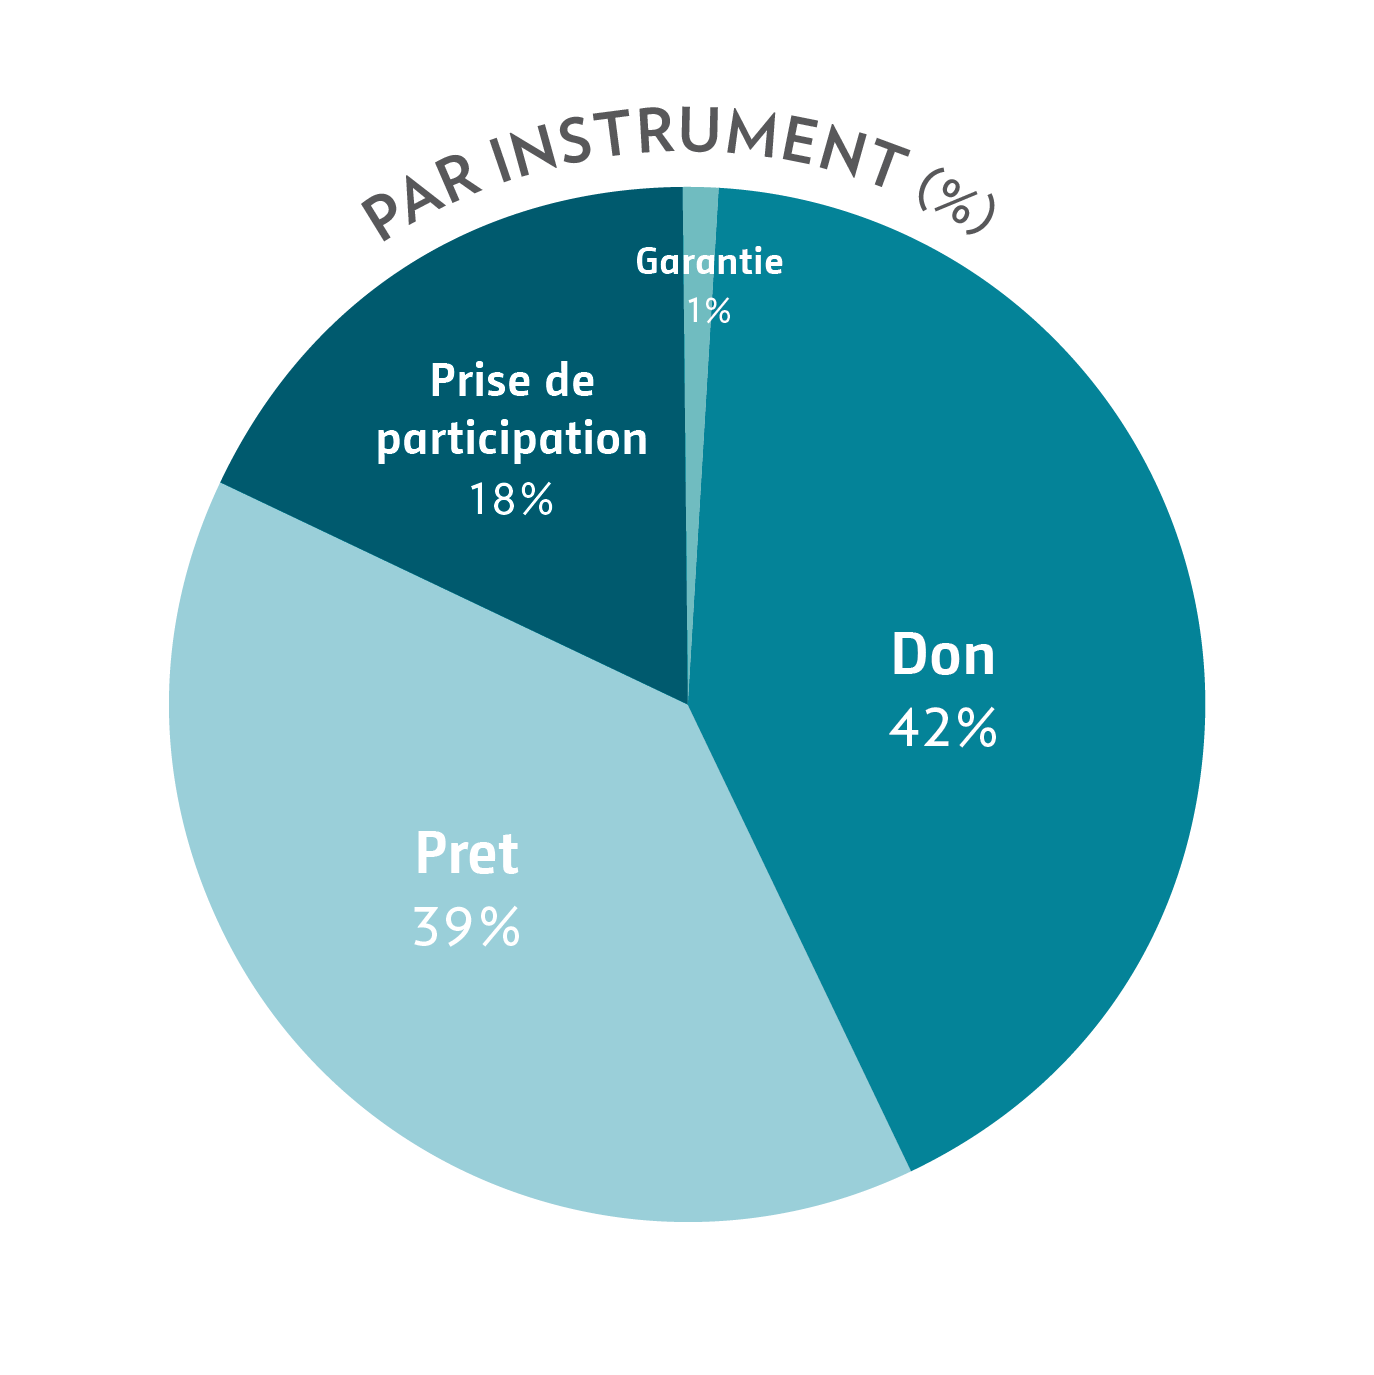 PAR INSTRUMENT (%)
Garantie
1%
Prise de
participation
18%
Don
42%
Pret
39%